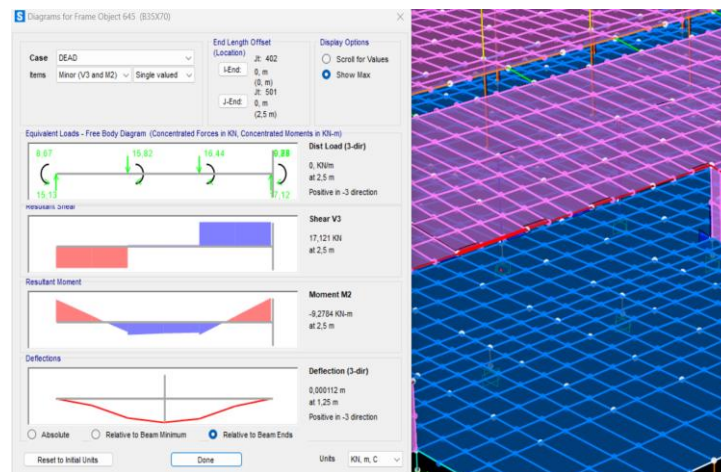 Diagrams for Frame Object 645 (B35X70)
Case DEAD
Items Minor (V3 and M2) Single valued
End Length Offset
(Location)
I-End: Jt: 402
0, m
(0, m)
J-End: Jt: 501
0, m
(2,5 m)
Display Options
Scroll for Values
Show Max
Equivalent Loads - Free Body Diagram (Concentrated Forces in KN, Concentrated Moments in KN-m)
8,67 15,82 16,44
15,13 17,12
Dist Load (3-dir)
0, KN/m
at 2,5 m
Positive in -3 direction
Resultant Shear
Shear V3
17,121 KN
at 2,5 m
Resultant Moment
Moment M2
-9,2784 KN-m
at 2,5 m
Deflections
Deflection (3-dir)
0,000112 m
at 1,25 m
Positive in -3 direction
Absolute Relative to Beam Minimum Relative to Beam Ends
Reset to Initial Units Done Units KN, m, C